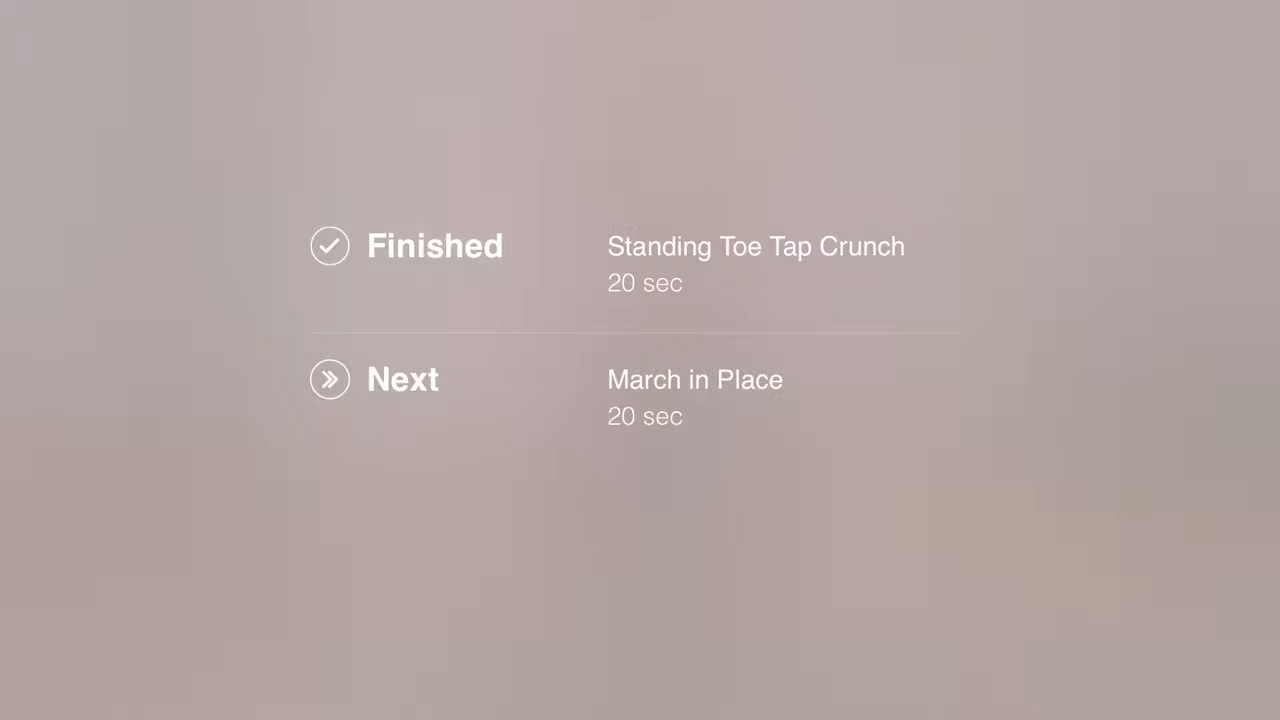 Finished
Standing Toe Tap Crunch
20 sec
Next
March in Place
20 sec